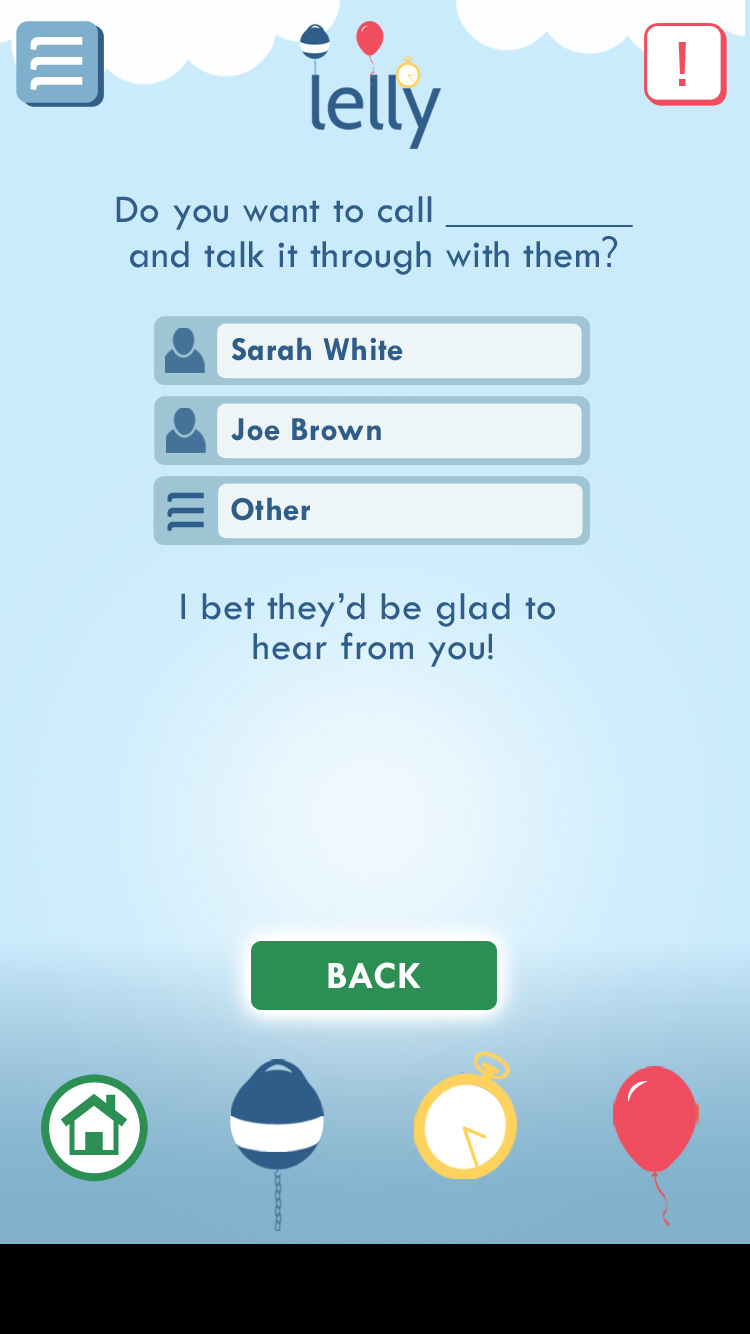 lelly
!
Do you want to call __________
and talk it through with them?
Sarah White
Joe Brown
Other
I bet they’d be glad to
hear from you!
BACK